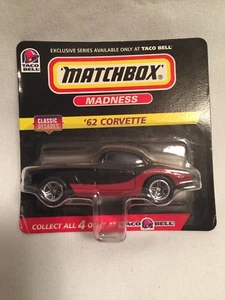 TACO BELL
EXCLUSIVE SERIES AVAILABLE ONLY AT TACO BELL
MATCHBOX
MADNESS
CLASSIC DECADES
'62 CORVETTE
COLLECT ALL 4
TACO BELL